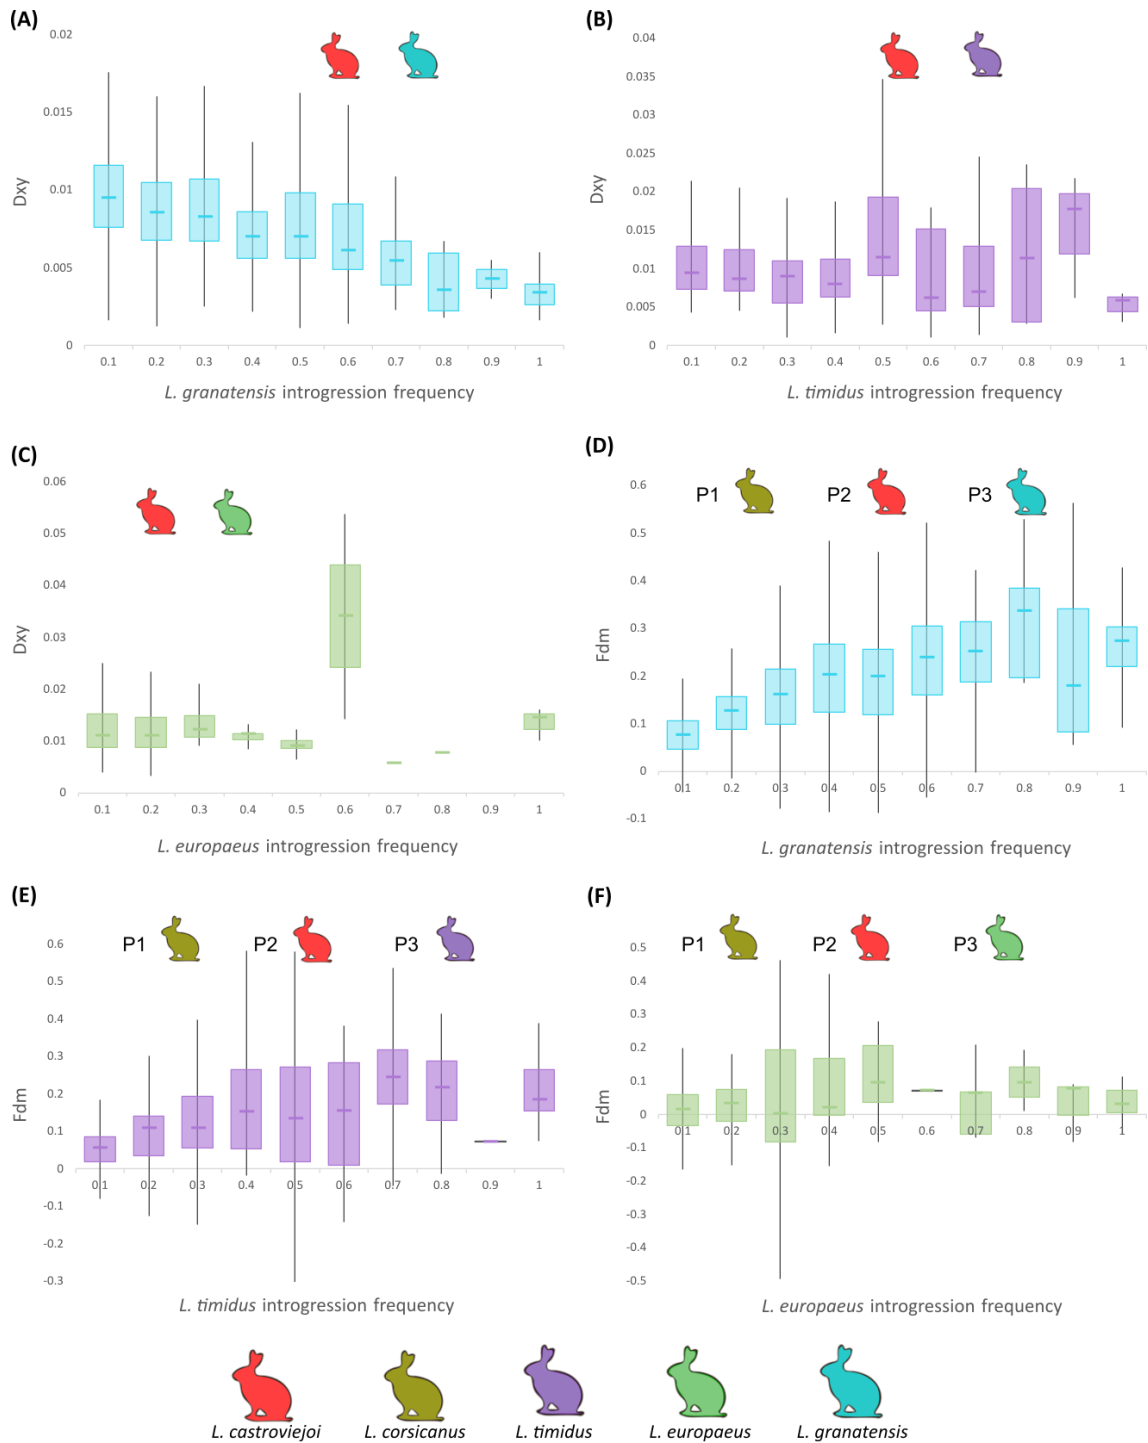 (A)
0.02
0.015
0.01
0.005
0
Dxy
0.1 0.2 0.3 0.4 0.5 0.6 0.7 0.8 0.9 1
L. granatensis introgression frequency
(B)
0.04
0.035
0.03
0.025
0.02
0.015
0.01
0.005
0
Dxy
0.1 0.2 0.3 0.4 0.5 0.6 0.7 0.8 0.9 1
L. timidus introgression frequency
(C)
0.06
0.05
0.04
0.03
0.02
0.01
0
Dxy
0.1 0.2 0.3 0.4 0.5 0.6 0.7 0.8 0.9 1
L. europaeus introgression frequency
(D)
P1 P2 P3
0.6
0.5
0.4
0.3
0.2
0.1
0
-0.1
Fdm
0.1 0.2 0.3 0.4 0.5 0.6 0.7 0.8 0.9 1
L. granatensis introgression frequency
(E)
P1 P2 P3
0.6
0.5
0.4
0.3
0.2
0.1
0
-0.1
-0.2
-0.3
Fdm
0.1 0.2 0.3 0.4 0.5 0.6 0.7 0.8 0.9 1
L. timidus introgression frequency
(F)
P1 P2 P3
0.5
0.4
0.3
0.2
0.1
0
-0.1
-0.2
-0.3
-0.4
-0.5
Fdm
0.1 0.2 0.3 0.4 0.5 0.6 0.7 0.8 0.9 1
L. europaeus introgression frequency
L. castroviejoi L. corsicanus L. timidus L. europaeus L. granatensis